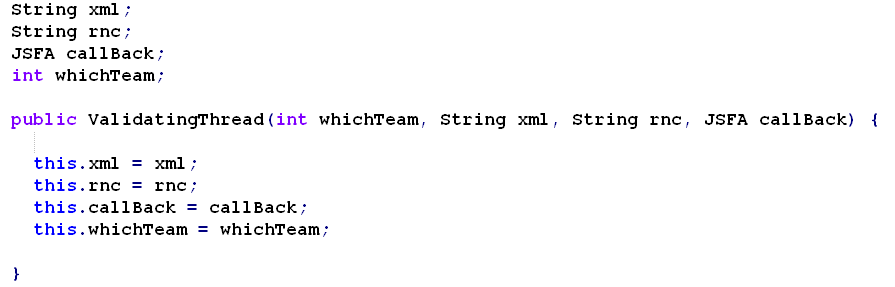 String xml;
String rnc;
JSFA callBack;
int whichTeam;
public ValidatingThread(int whichTeam, String xml, String rnc, JSFA callBack) {
this.xml = xml;
this.rnc = rnc;
this.callBack = callBack;
this.whichTeam = whichTeam;
}